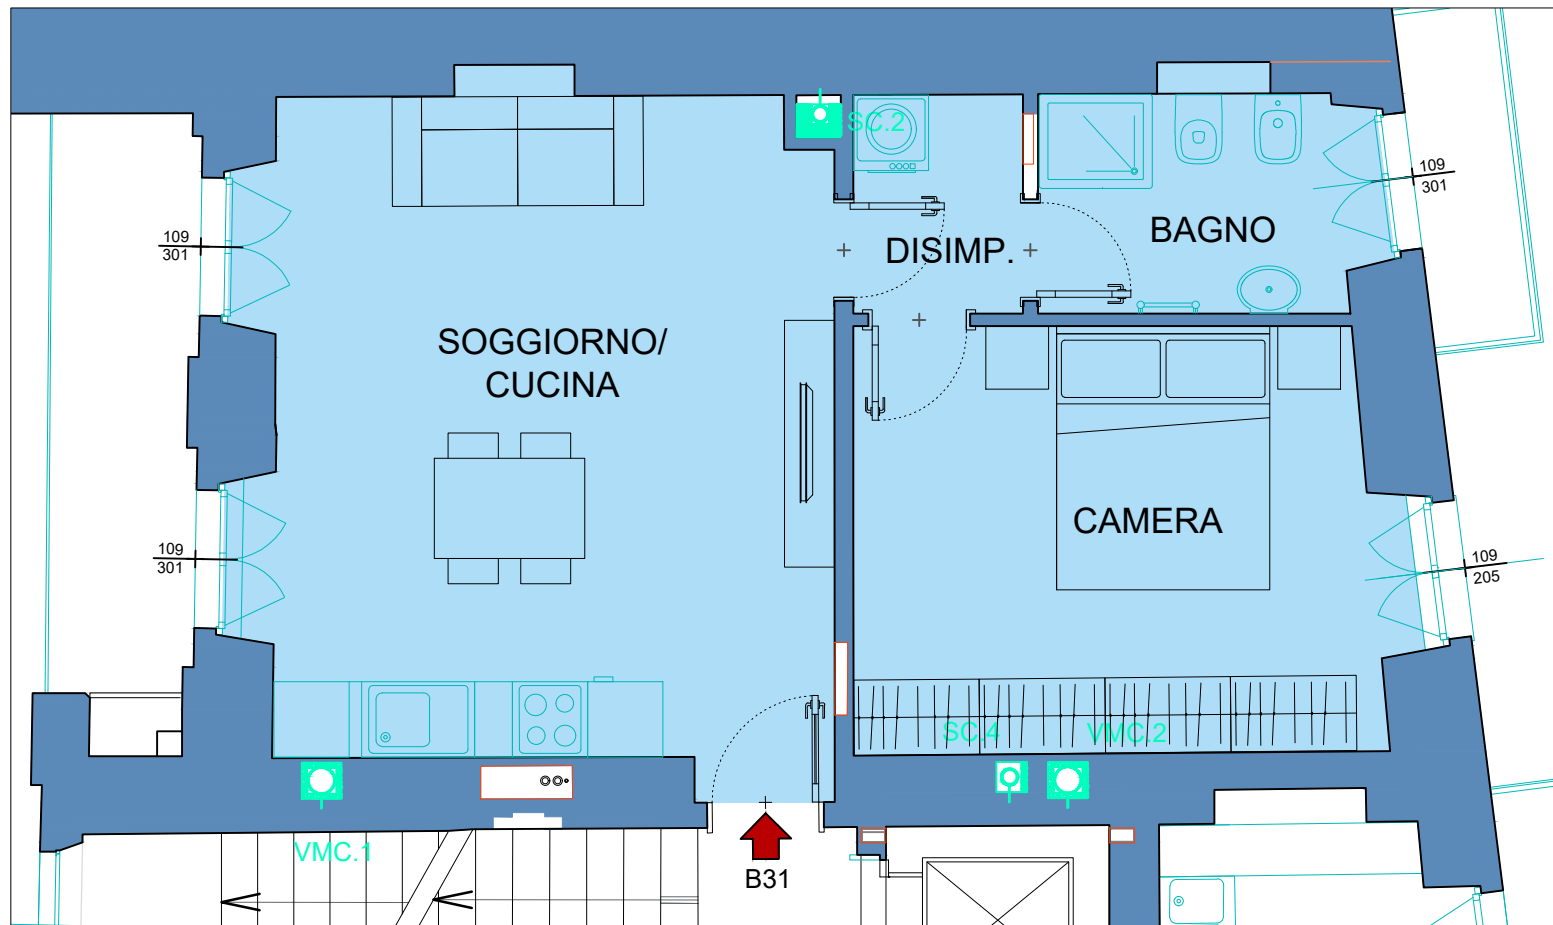 SC.2
109
301
BAGNO
109
301
DISIMP.
SOGGIORNO/
CUCINA
CAMERA
109
301
109
205
SC.4
VMC.2
VMC.1
B31